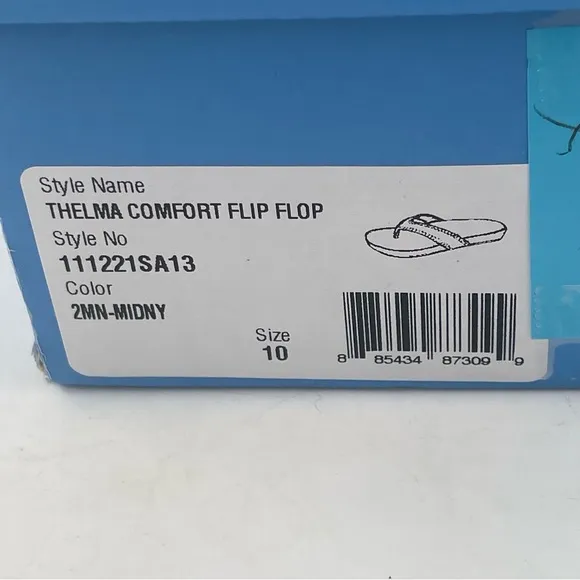 Style Name
THELMA COMFORT FLIP FLOP
Style No
111221SA13
Color
2MN-MIDNY
Size
10
8 85434 87309 9